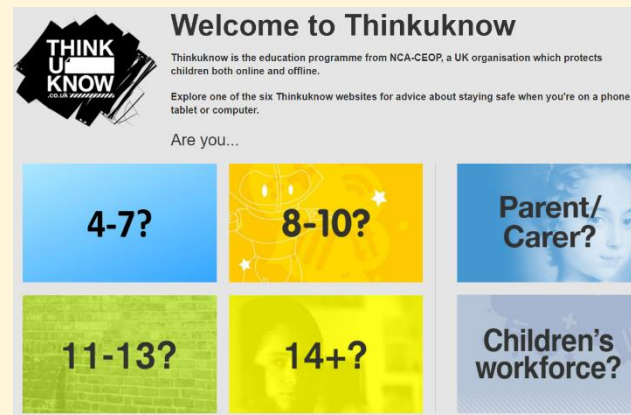 THINK
U
KNOW
.co.uk
Welcome to Thinkuknow
Thinkuknow is the education programme from NCA-CEOP, a UK organisation which protects
children both online and offline.
Explore one of the six Thinkuknow websites for advice about staying safe when you're on a phone,
tablet or computer.
Are you...
4-7?
8-10?
Parent/
Carer?
11-13?
14+?
Children's
workforce?